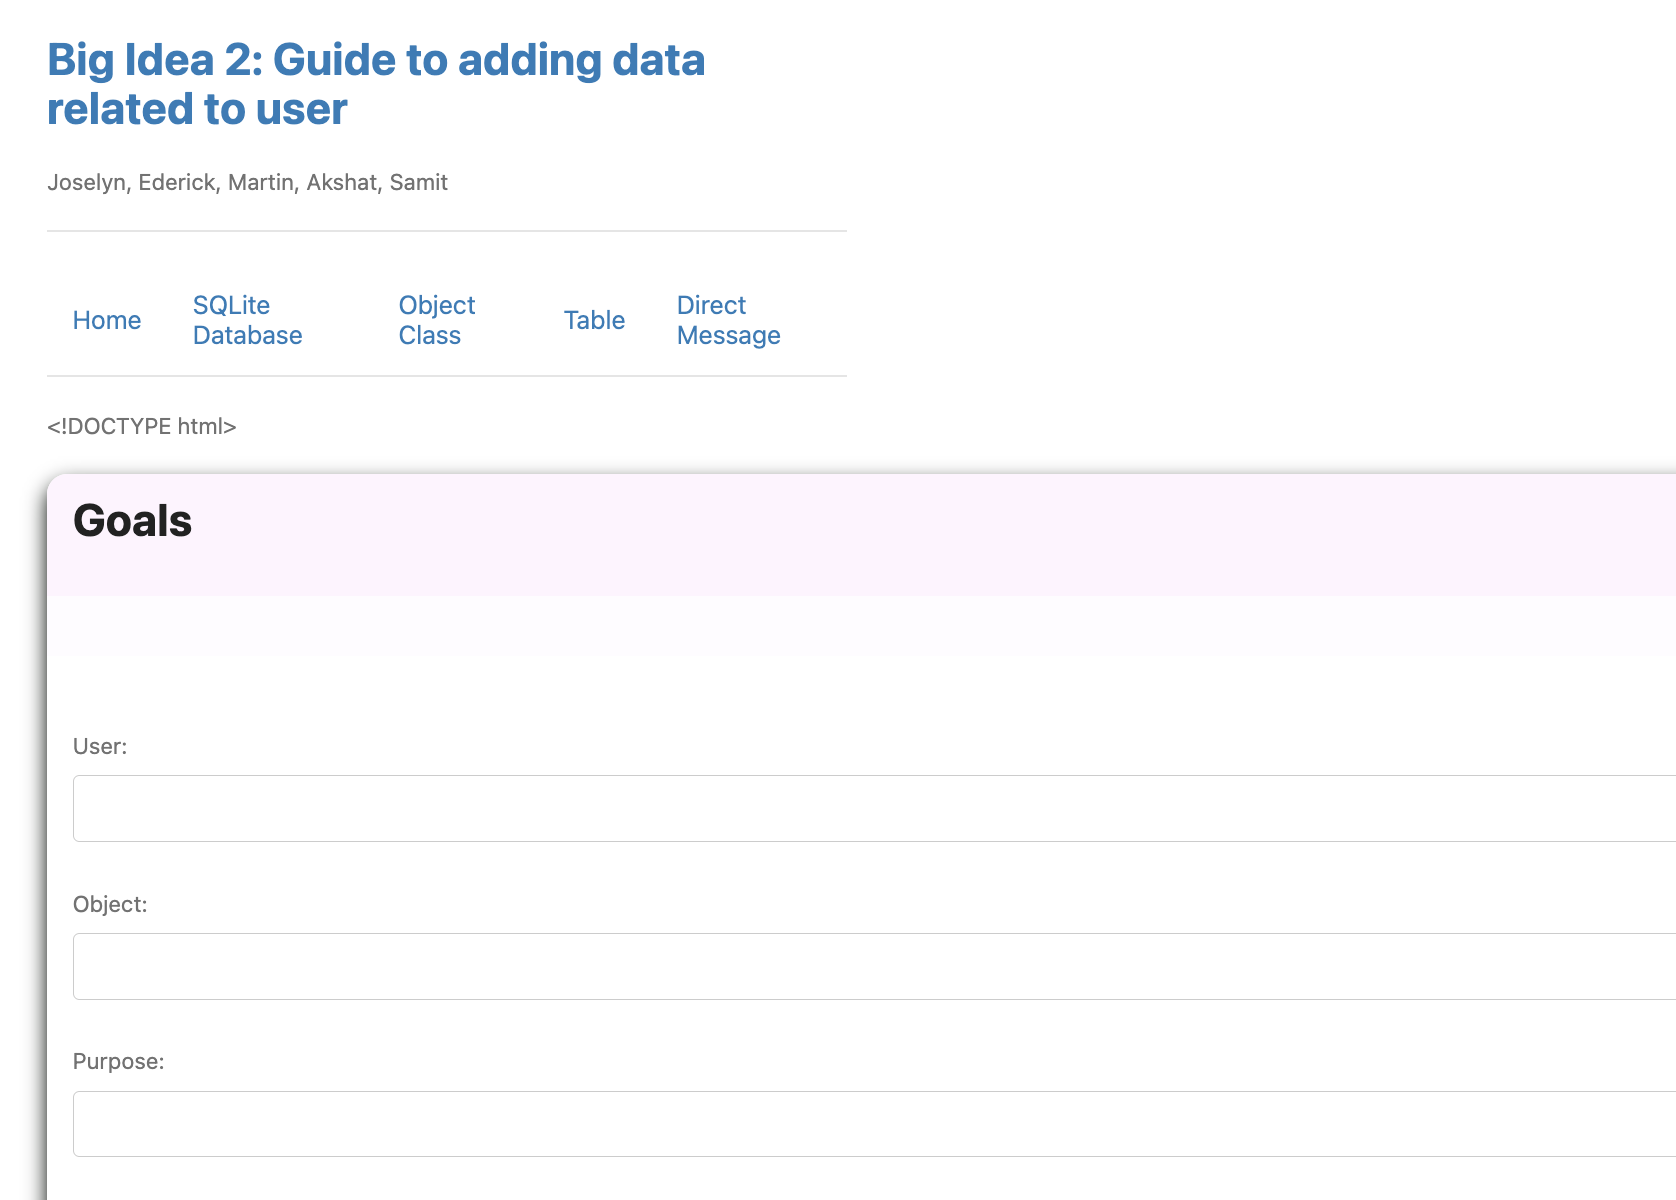 Big Idea 2: Guide to adding data
related to user
Joselyn, Ederick, Martin, Akshat, Samit
Home
SQLite
Database
Object
Class
Table
Direct
Message
<!DOCTYPE html>
Goals
User:
Object:
Purpose: